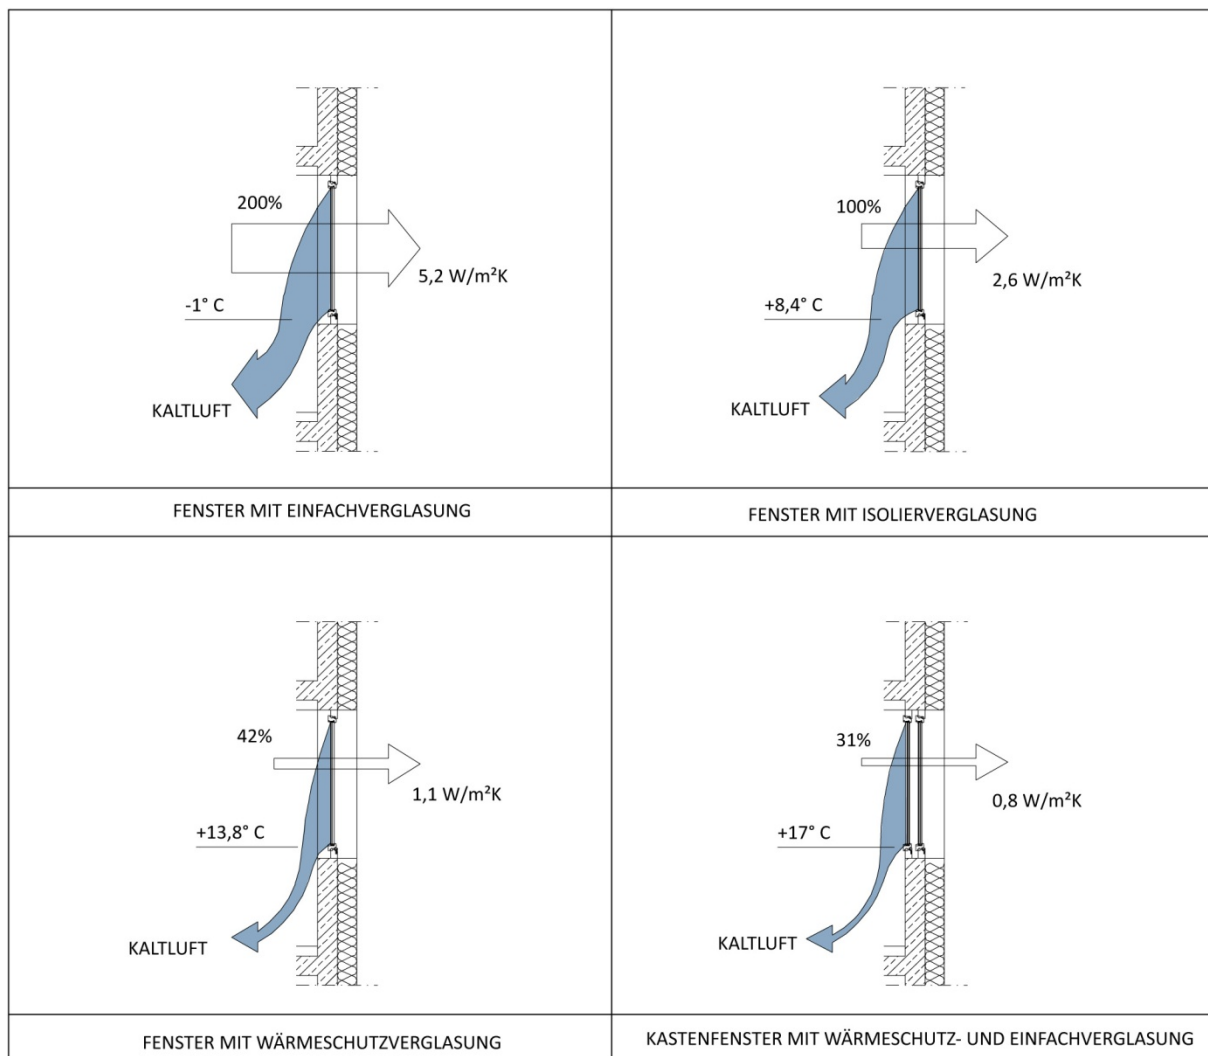 200%
5,2 W/m²K
-1° C
KALTLUFT
FENSTER MIT EINFACHVERGLASUNG
100%
2,6 W/m²K
+8,4° C
KALTLUFT
FENSTER MIT ISOLIERVERGLASUNG
42%
1,1 W/m²K
+13,8° C
KALTLUFT
FENSTER MIT WÄRMESCHUTZVERGLASUNG
31%
0,8 W/m²K
+17° C
KALTLUFT
KASTENFENSTER MIT WÄRMESCHUTZ- UND EINFACHVERGLASUNG